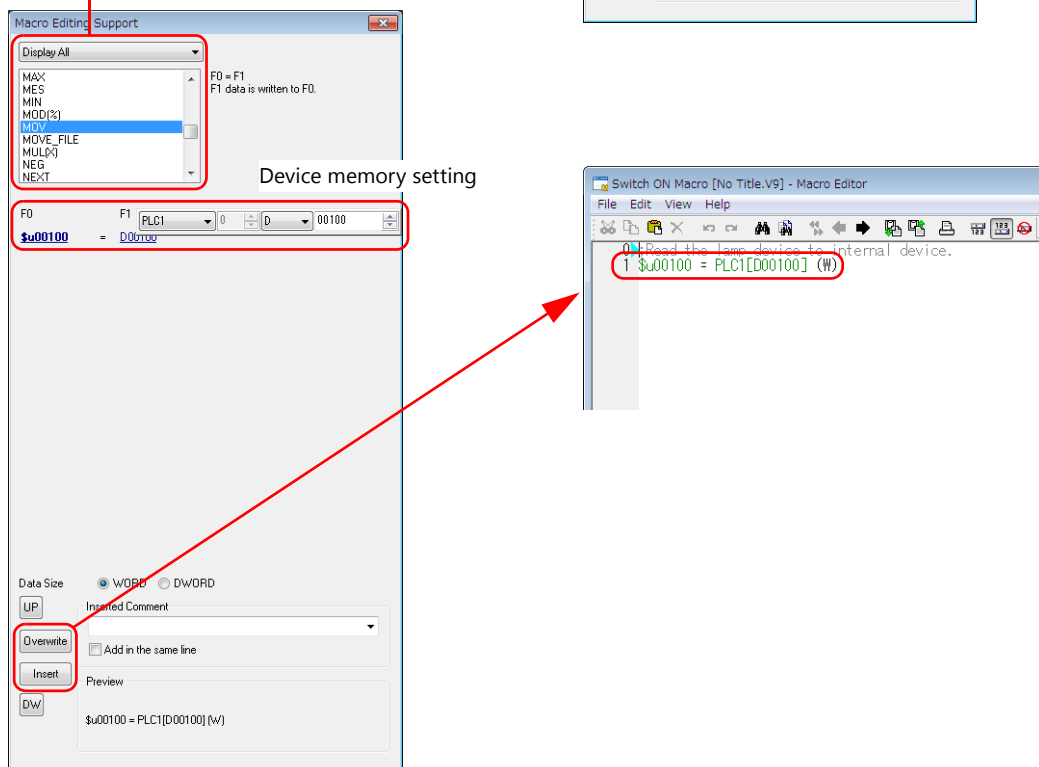 Macro Editing Support
Display All
MAX
MES
MIN
MOD(%)
MOV
MOVE_FILE
MUL(X)
NEG
NEXT
F0 = F1
F1 data is written to F0.
Device memory setting
F0
F1
PLC1
0
D
00100
$u00100 = D00100
Data Size
WORD
DWORD
UP
Overwrite
Insert
DW
Inserted Comment
Add in the same line
Preview
$u00100 = PLC1[D00100] (W)
Switch ON Macro [No Title.V9] - Macro Editor
File Edit View Help
0 ;Read the lamp device to internal device.
1 $u00100 = PLC1[D00100] (W)